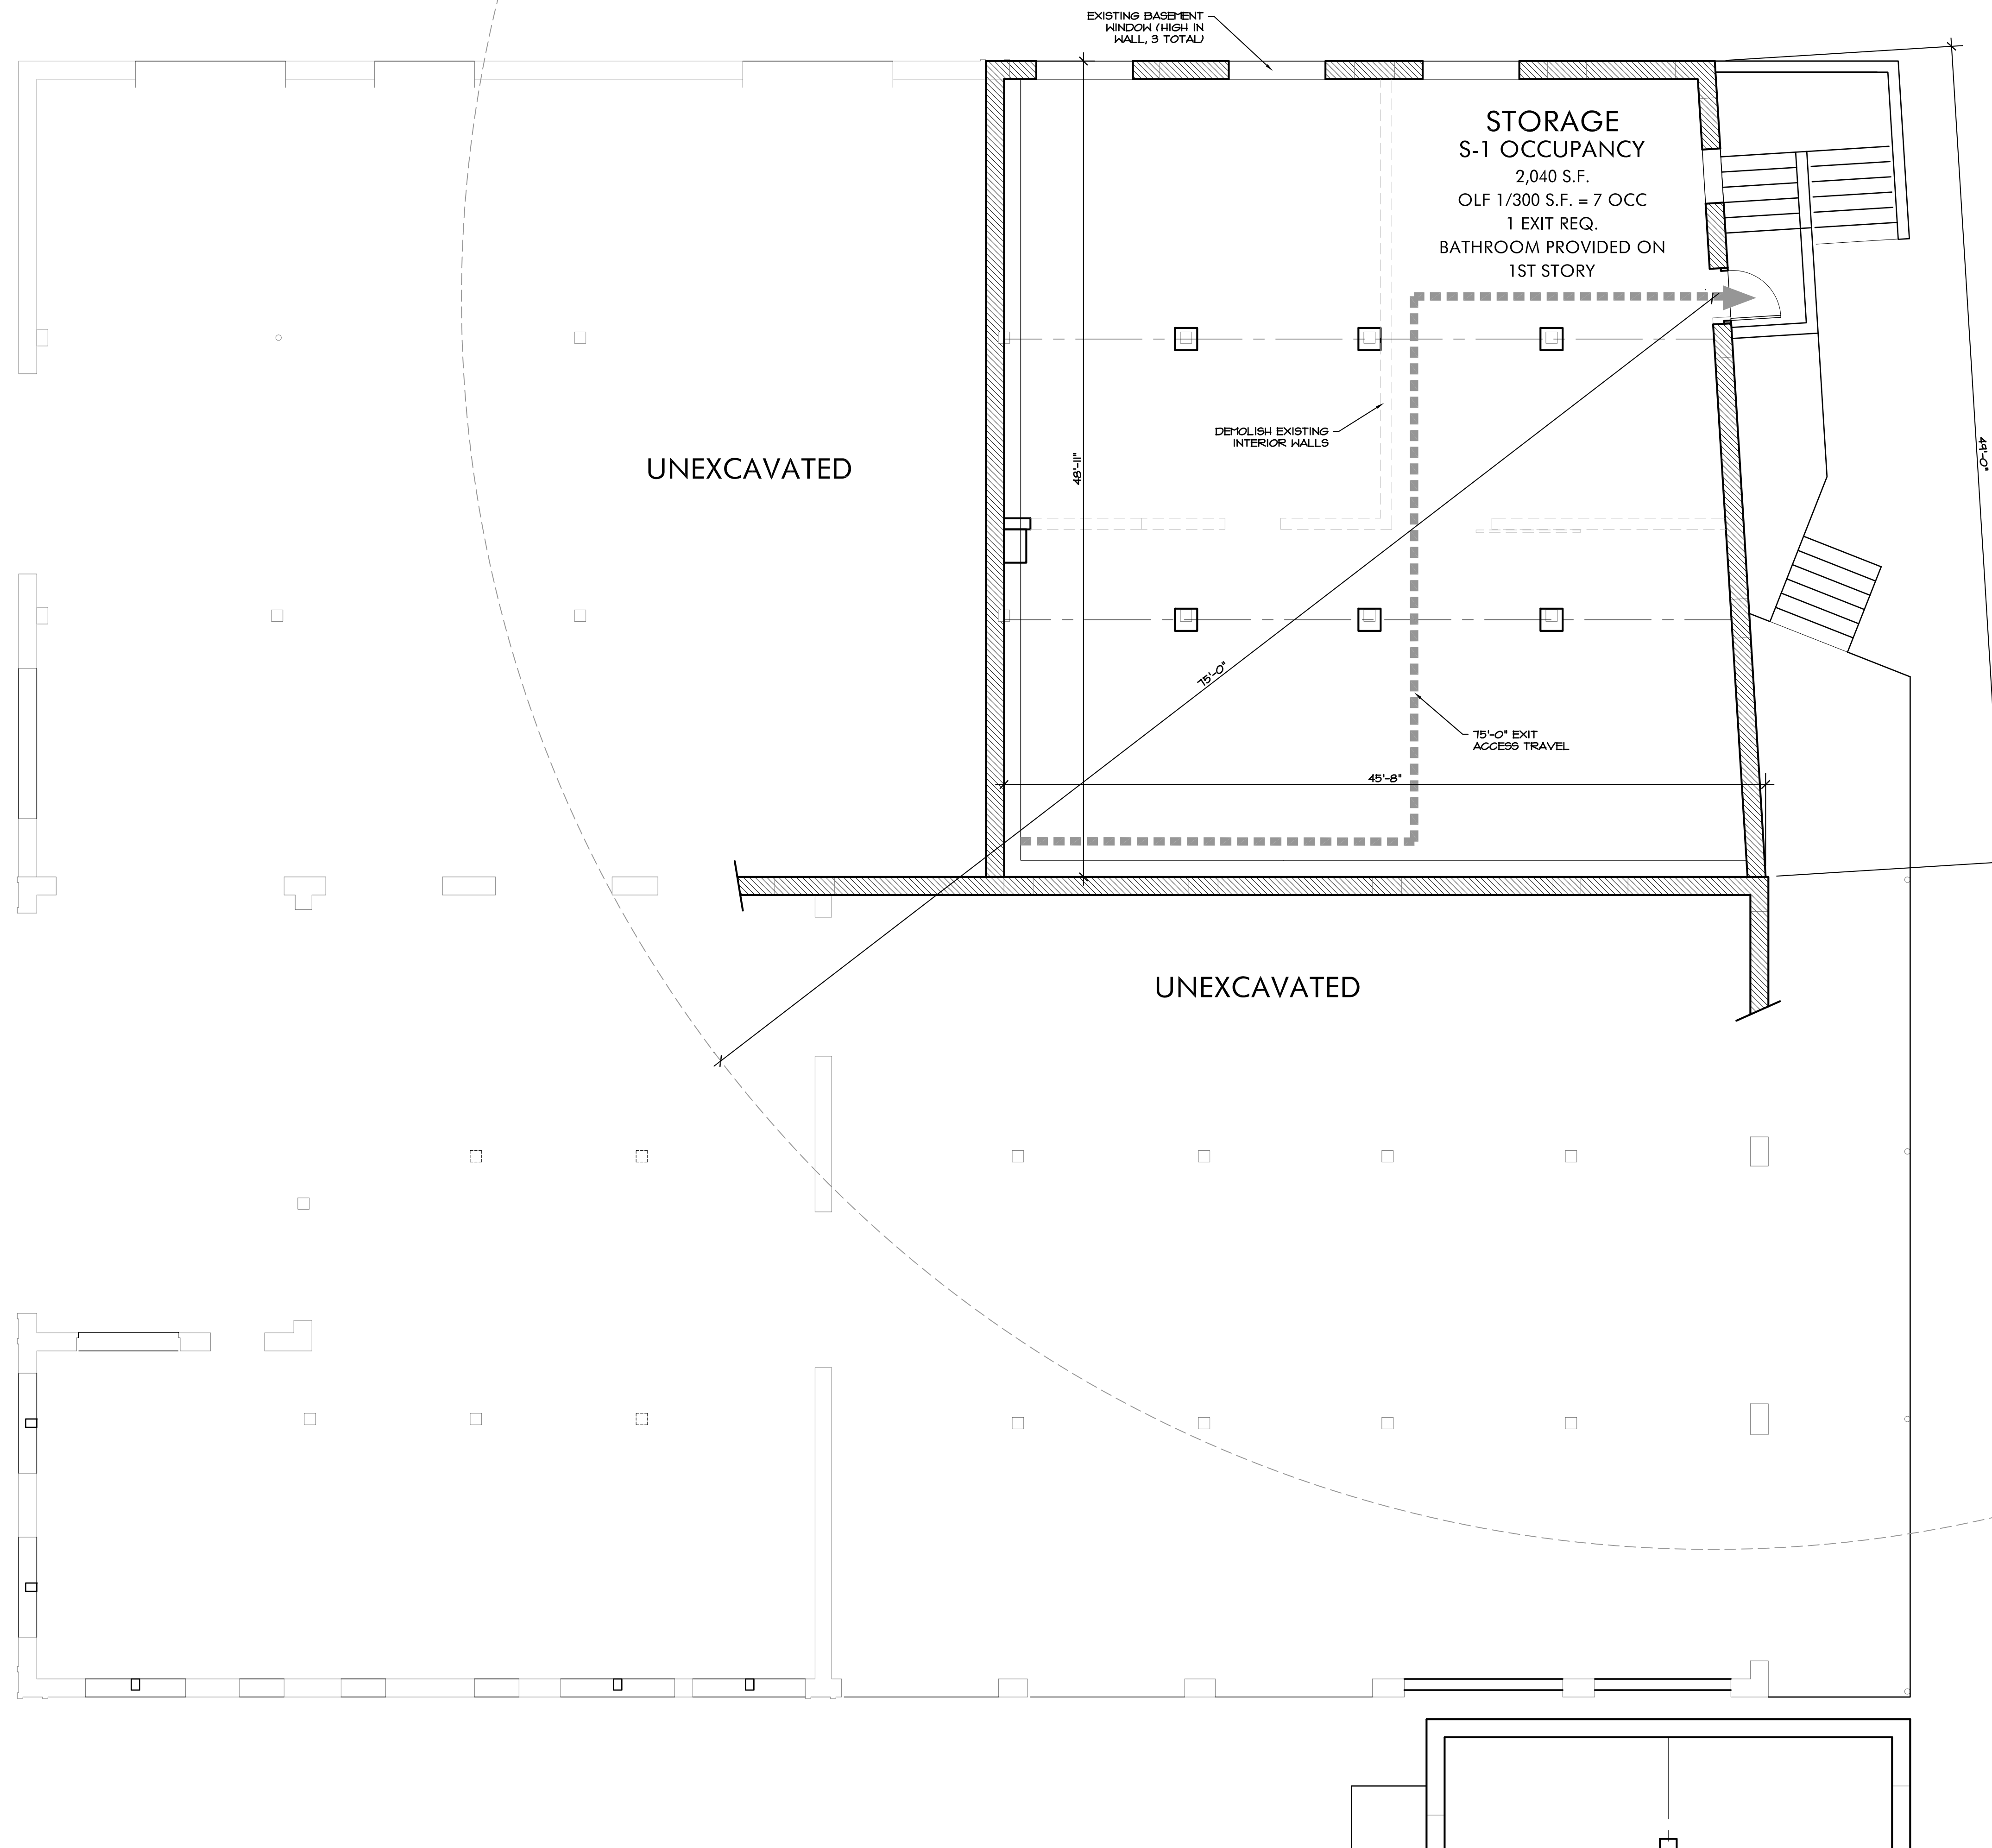 EXISTING BASEMENT
WINDOW (HIGH IN
WALL, 3 TOTAL)
STORAGE
S-1 OCCUPANCY
2,040 S.F.
OLF 1/300 S.F. = 7 OCC
1 EXIT REQ.
BATHROOM PROVIDED ON
1ST STORY
DEMOLISH EXISTING
INTERIOR WALLS
UNEXCAVATED
48'-11"
49'-0"
75'-0"
75'-0" EXIT
ACCESS TRAVEL
45'-8"
UNEXCAVATED